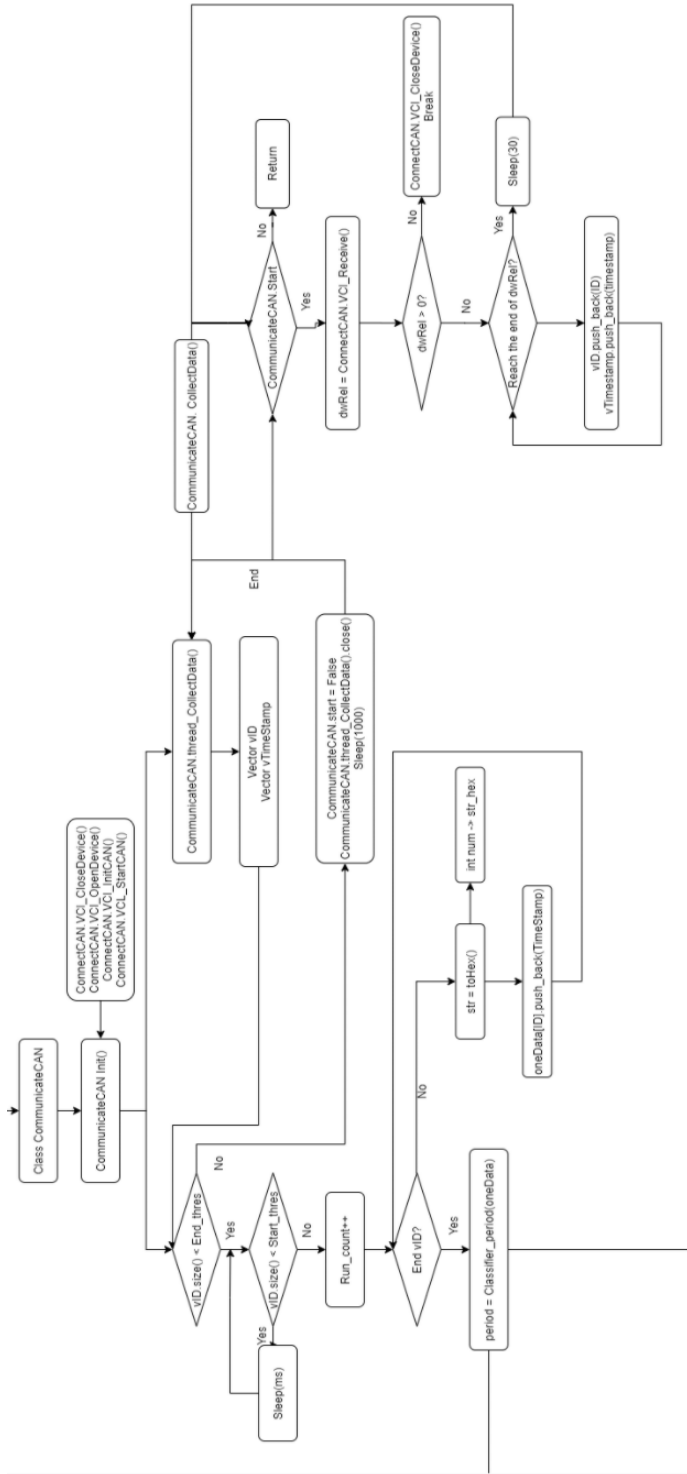 Class CommunicateCAN
ConnectCAN.VCI_CloseDevice()
ConnectCAN.VCI_OpenDevice()
ConnectCAN.VCI_InitCAN()
ConnectCAN.VCL_StartCAN()
CommunicateCAN Init()
CommunicateCAN.thread_CollectData()
CommunicateCAN. CollectData()
Vector vID
Vector vTimeStamp
vID.size() < End_thres
No
Yes
vID.size() < Start_thres
Yes
Sleep(ms)
No
Run_count++
End vID?
No
Yes
period = Classifier_period(oneData)
str = toHex()
int num -> str_hex
oneData[ID].push_back(TimeStamp)
CommunicateCAN.start = False
CommunicateCAN.thread_CollectData().close()
Sleep(1000)
End
CommunicateCAN.Start
No
Return
Yes
dwRel = ConnectCAN.VCI_Receive()
dwRel > 0?
No
ConnectCAN.VCI_CloseDevice()
Break
No
Reach the end of dwRel?
Yes
Sleep(30)
vID.push_back(ID)
vTimestamp.push_back(timestamp)